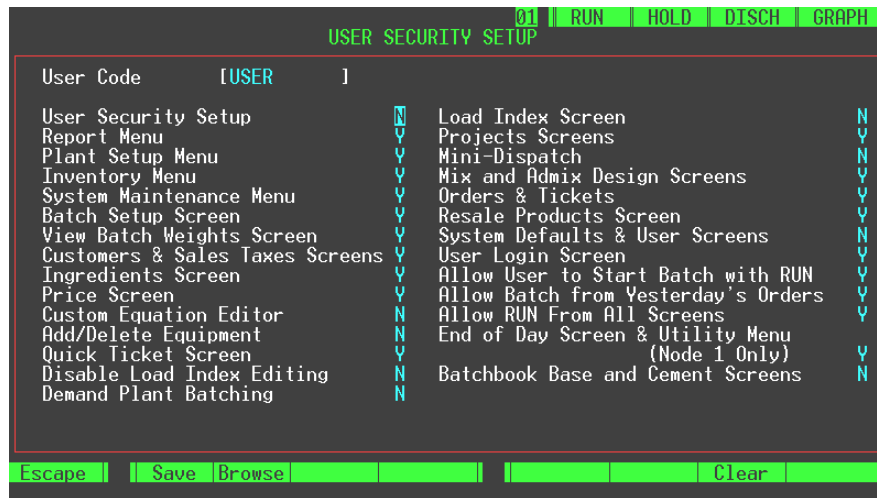 01 RUN HOLD DISCH GRAPH
USER SECURITY SETUP
User Code [USER ]
User Security Setup N Load Index Screen N
Report Menu Y Projects Screens Y
Plant Setup Menu Y Mini-Dispatch N
Inventory Menu Y Mix and Admix Design Screens Y
System Maintenance Menu Y Orders & Tickets Y
Batch Setup Screen Y Resale Products Screen Y
View Batch Weights Screen Y System Defaults & User Screens N
Customers & Sales Taxes Screens Y User Login Screen Y
Ingredients Screen Y Allow User to Start Batch with RUN Y
Price Screen Y Allow Batch from Yesterday's Orders Y
Custom Equation Editor N Allow RUN From All Screens Y
Add/Delete Equipment N End of Day Screen & Utility Menu
Quick Ticket Screen Y (Node 1 Only) Y
Disable Load Index Editing N Batchbook Base and Cement Screens N
Demand Plant Batching N
Escape Save Browse Clear